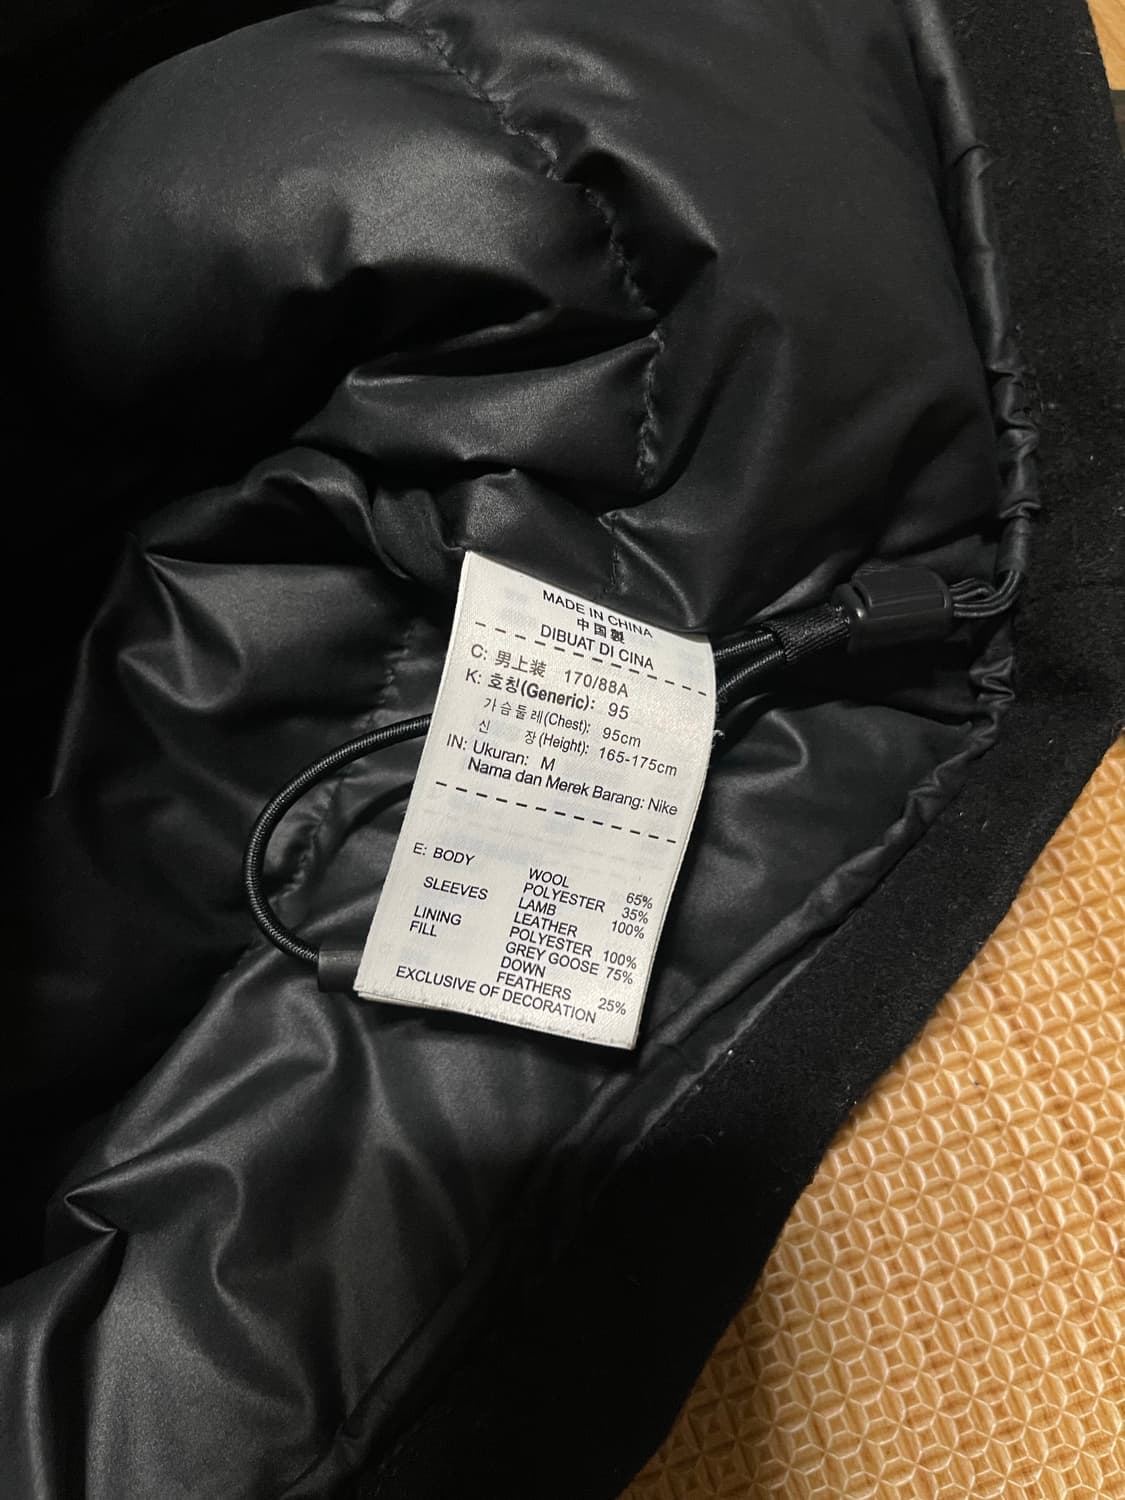 MADE IN CHINA
中国製
DIBUAT DI CINA
C: 男上装 170/88A
K: 호칭(Generic): 95
가슴둘레(Chest): 95cm
신 장(Height): 165-175cm
IN: Ukuran: M
Nama dan Merek Barang: Nike
E: BODY WOOL 65%
POLYESTER 35%
SLEEVES LAMB LEATHER 100%
LINING POLYESTER 100%
FILL GREY GOOSE DOWN 75%
FEATHERS 25%
EXCLUSIVE OF DECORATION